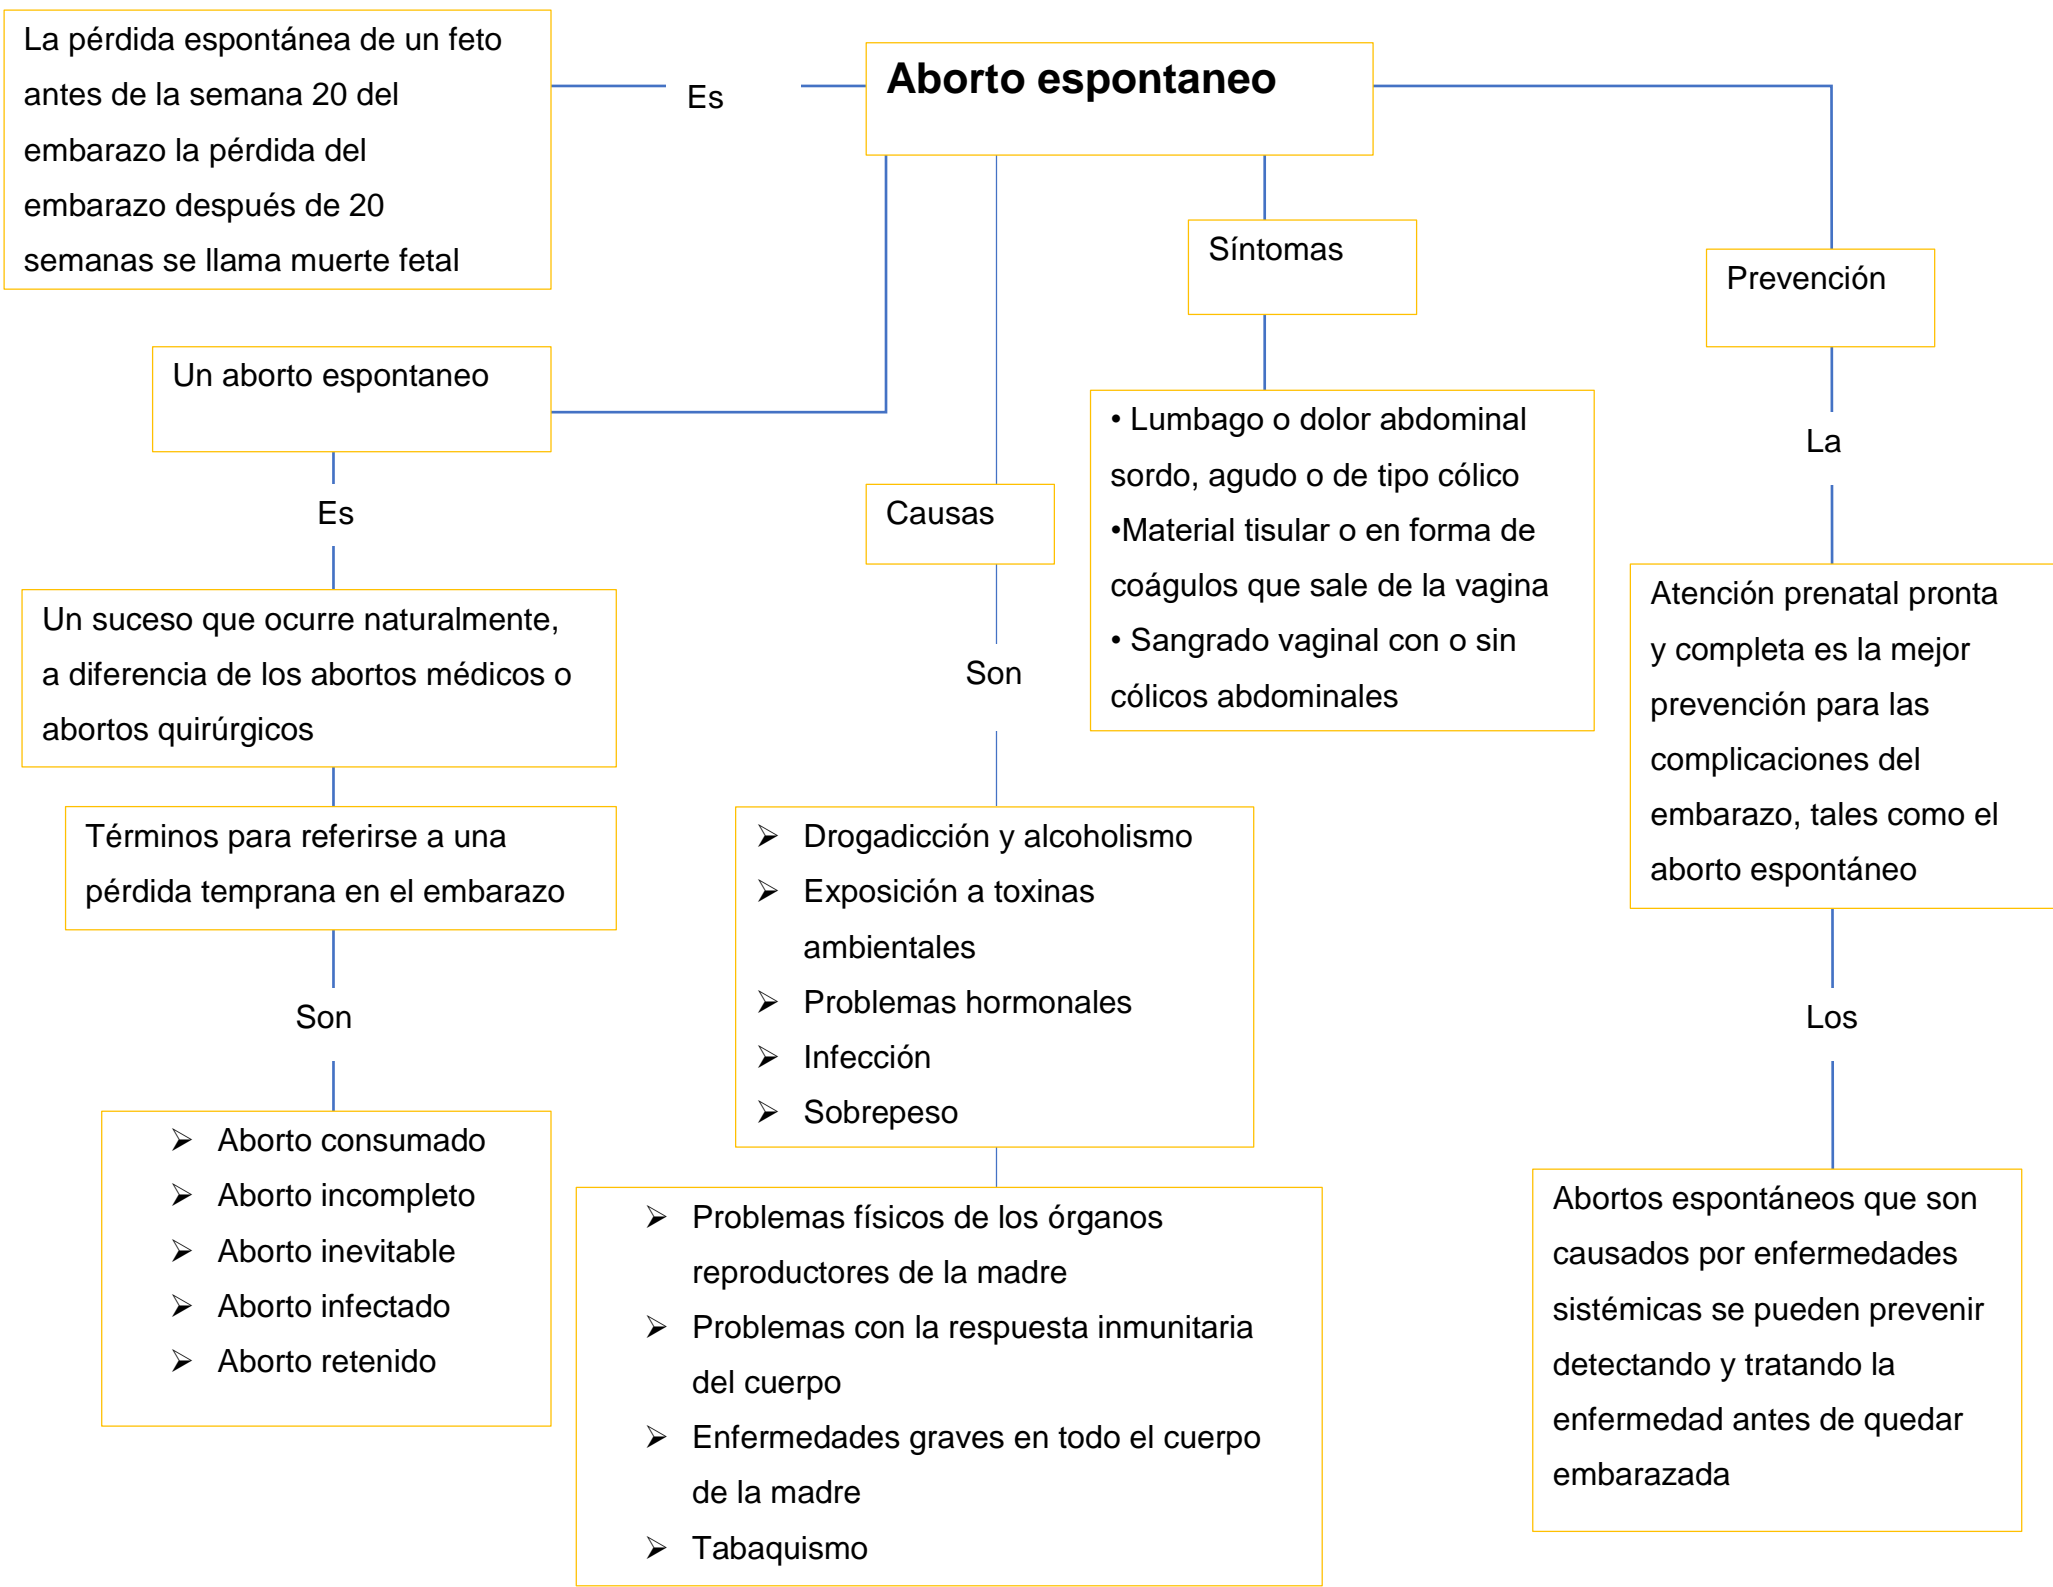 Aborto espontaneo
Es
La pérdida espontánea de un feto
antes de la semana 20 del
embarazo la pérdida del
embarazo después de 20
semanas se llama muerte fetal
Un aborto espontaneo
Es
Un suceso que ocurre naturalmente,
a diferencia de los abortos médicos o
abortos quirúrgicos
Términos para referirse a una
pérdida temprana en el embarazo
Son
➢ Aborto consumado
➢ Aborto incompleto
➢ Aborto inevitable
➢ Aborto infectado
➢ Aborto retenido
Causas
Son
➢ Drogadicción y alcoholismo
➢ Exposición a toxinas
ambientales
➢ Problemas hormonales
➢ Infección
➢ Sobrepeso
➢ Problemas físicos de los órganos
reproductores de la madre
➢ Problemas con la respuesta inmunitaria
del cuerpo
➢ Enfermedades graves en todo el cuerpo
de la madre
➢ Tabaquismo
Síntomas
• Lumbago o dolor abdominal
sordo, agudo o de tipo cólico
•Material tisular o en forma de
coágulos que sale de la vagina
• Sangrado vaginal con o sin
cólicos abdominales
Prevención
La
Atención prenatal pronta
y completa es la mejor
prevención para las
complicaciones del
embarazo, tales como el
aborto espontáneo
Los
Abortos espontáneos que son
causados por enfermedades
sistémicas se pueden prevenir
detectando y tratando la
enfermedad antes de quedar
embarazada